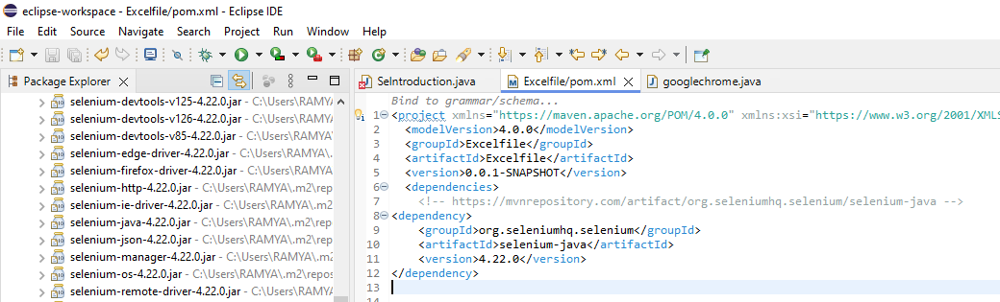 eclipse-workspace - Excelfile/pom.xml - Eclipse IDE
File Edit Source Navigate Search Project Run Window Help
Package Explorer
selenium-devtools-v125-4.22.0.jar - C:\Users\RAMYA\
selenium-devtools-v126-4.22.0.jar - C:\Users\RAMYA\
selenium-devtools-v85-4.22.0.jar - C:\Users\RAMYA\.
selenium-edge-driver-4.22.0.jar - C:\Users\RAMYA\.m
selenium-firefox-driver-4.22.0.jar - C:\Users\RAMYA\.
selenium-http-4.22.0.jar - C:\Users\RAMYA\.m2\repo
selenium-ie-driver-4.22.0.jar - C:\Users\RAMYA\.m2\
selenium-java-4.22.0.jar - C:\Users\RAMYA\.m2\repo
selenium-json-4.22.0.jar - C:\Users\RAMYA\.m2\repo
selenium-manager-4.22.0.jar - C:\Users\RAMYA\.m2
selenium-os-4.22.0.jar - C:\Users\RAMYA\.m2\repos
selenium-remote-driver-4.22.0.jar - C:\Users\RAMYA
SeIntroduction.java Excelfile/pom.xml googlechrome.java
Bind to grammar/schema...
1 <project xmlns="https://maven.apache.org/POM/4.0.0" xmlns:xsi="https://www.w3.org/2001/XMLS
2 <modelVersion>4.0.0</modelVersion>
3 <groupId>Excelfile</groupId>
4 <artifactId>Excelfile</artifactId>
5 <version>0.0.1-SNAPSHOT</version>
6 <dependencies>
7 <!-- https://mvnrepository.com/artifact/org.seleniumhq.selenium/selenium-java -->
8 <dependency>
9 <groupId>org.seleniumhq.selenium</groupId>
10 <artifactId>selenium-java</artifactId>
11 <version>4.22.0</version>
12 </dependency>
13